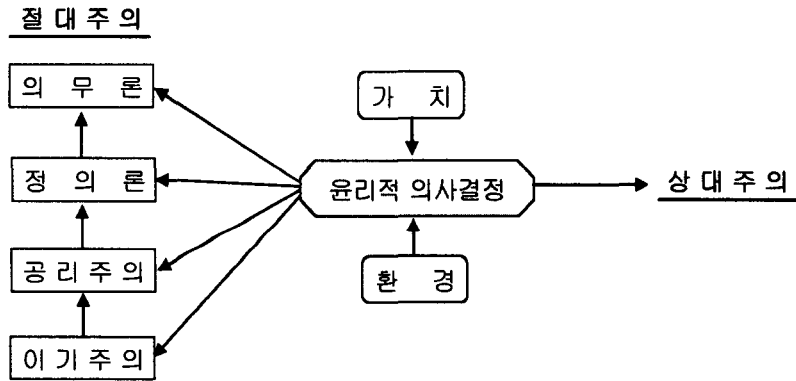 절 대 주 의
의 무 론
정 의 론
공 리 주 의
이 기 주 의
가 치
윤리적 의사결정
환 경
상 대 주 의